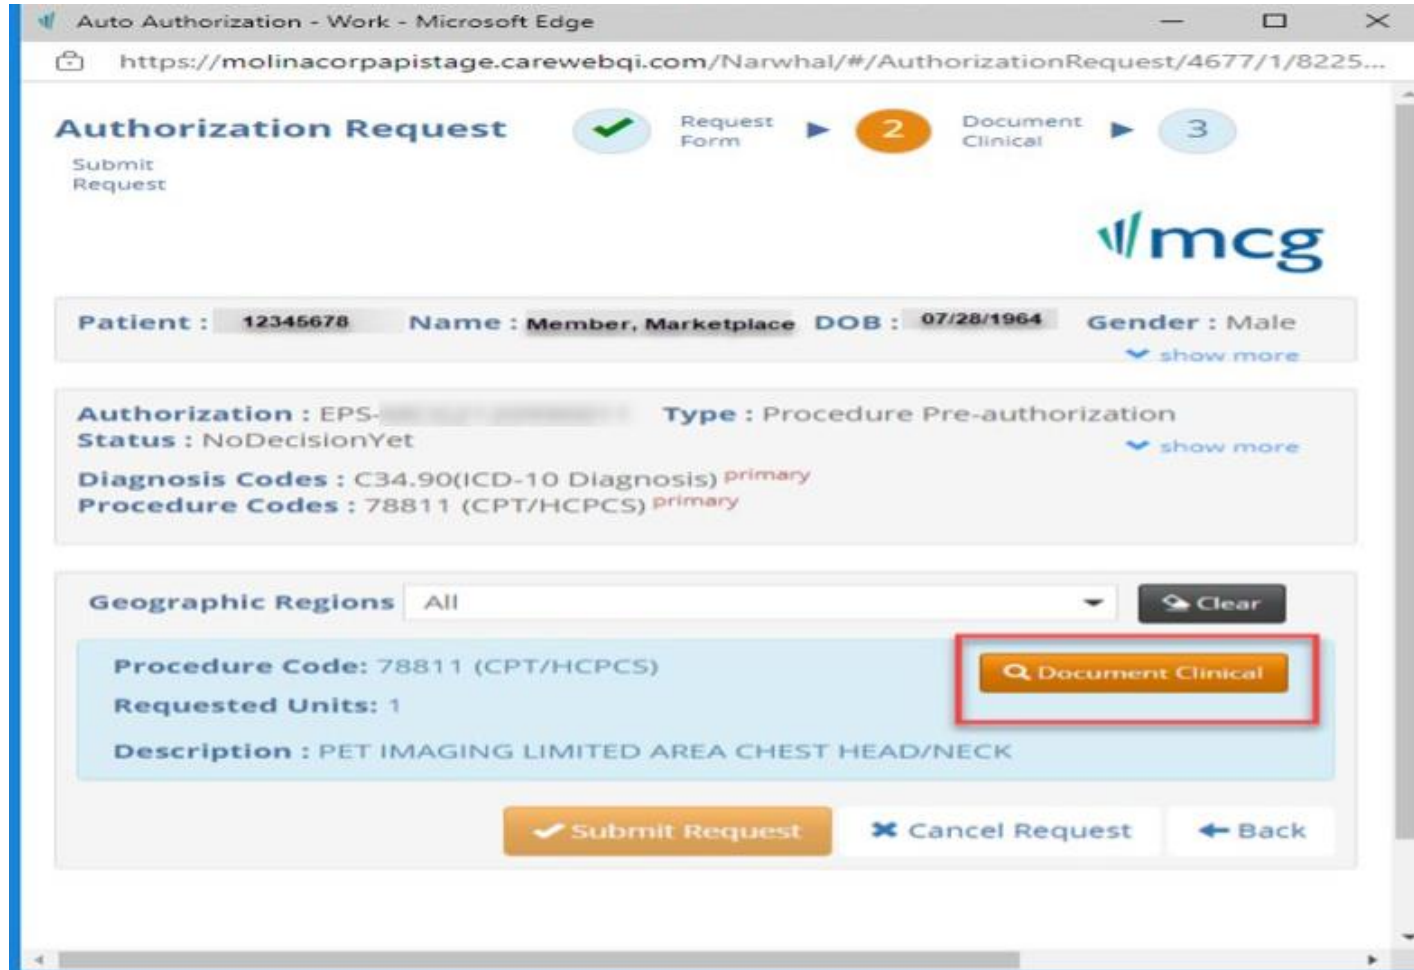 Auto Authorization - Work - Microsoft Edge
https://molinacorpapistage.carewebqi.com/Narwhal/#/AuthorizationRequest/4677/1/8225...
Authorization Request
Request Form
2
Document Clinical
3
Submit Request
mcg
Patient : 12345678 Name : Member, Marketplace DOB : 07/28/1964 Gender : Male
show more
Authorization : EPS- Type : Procedure Pre-authorization
Status : NoDecisionYet
show more
Diagnosis Codes : C34.90(ICD-10 Diagnosis) primary
Procedure Codes : 78811 (CPT/HCPCS) primary
Geographic Regions All Clear
Procedure Code: 78811 (CPT/HCPCS) Document Clinical
Requested Units: 1
Description : PET IMAGING LIMITED AREA CHEST HEAD/NECK
Submit Request Cancel Request Back